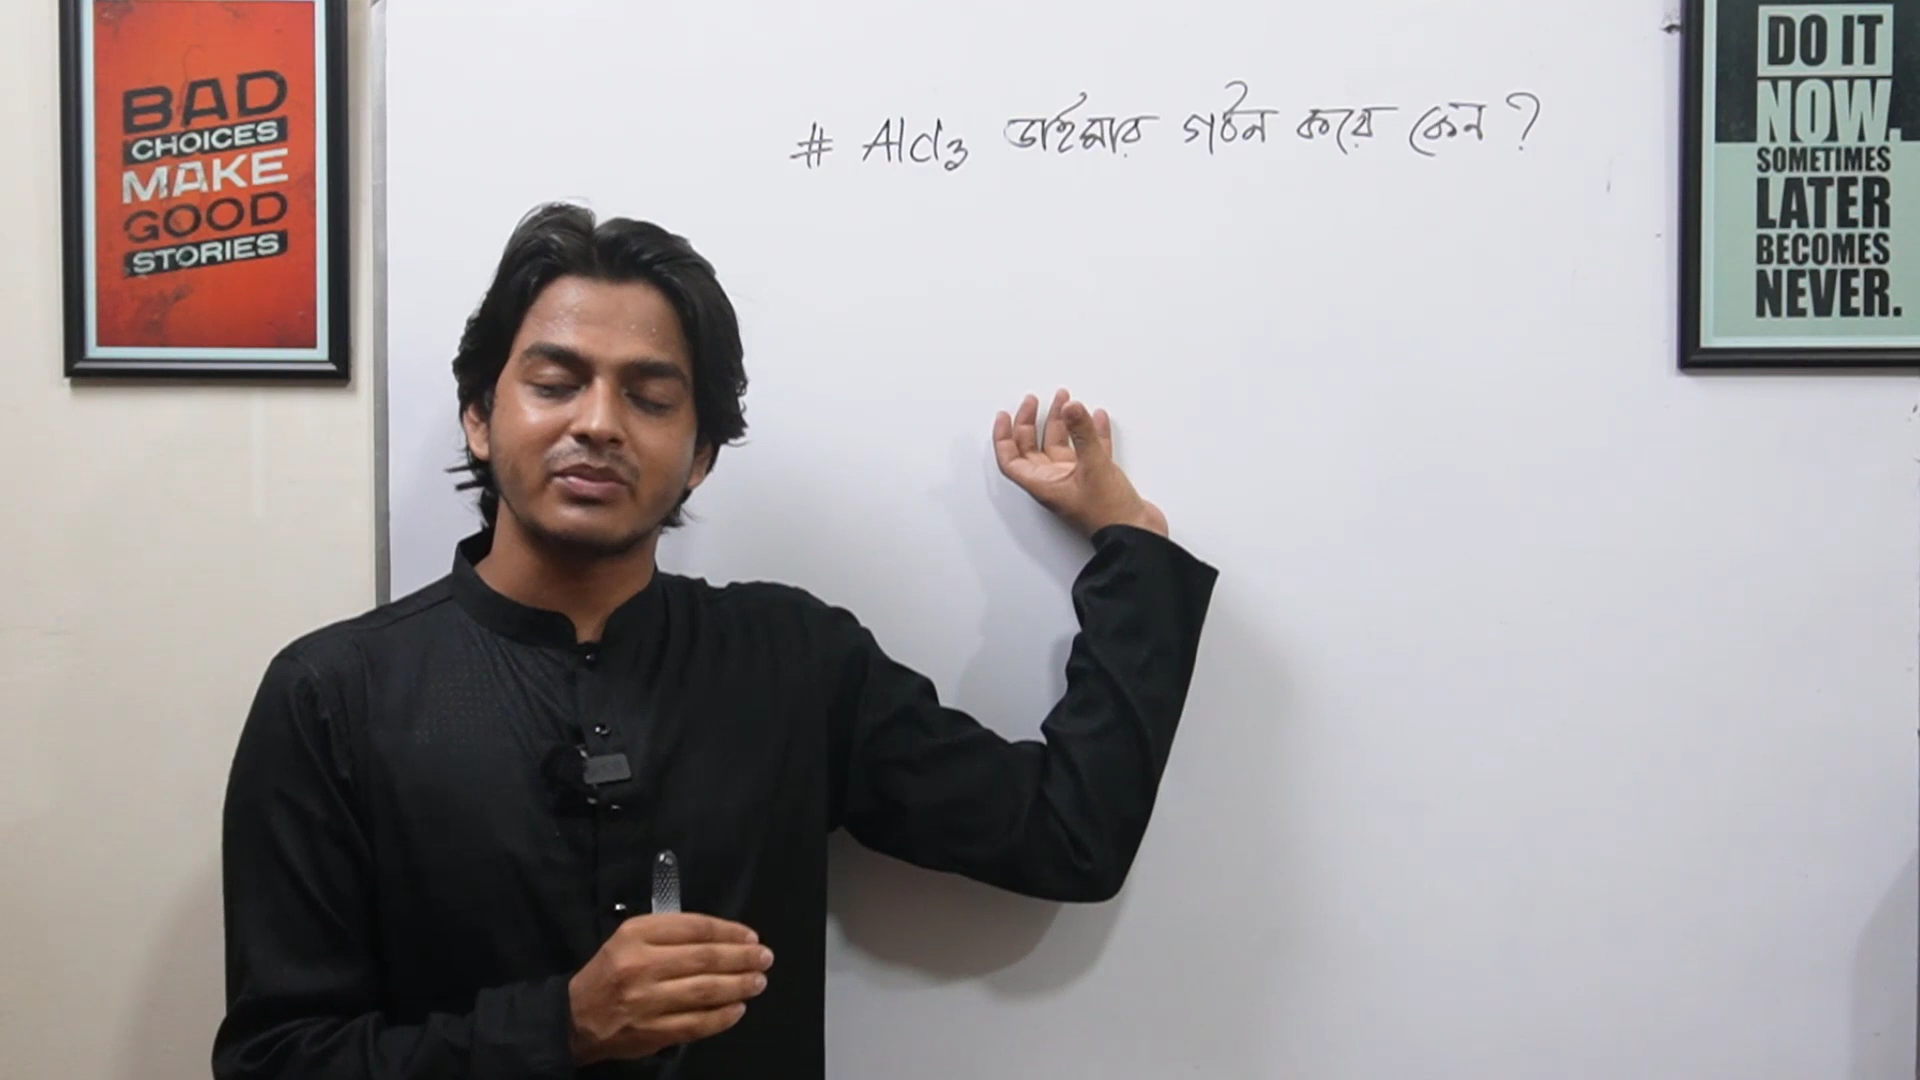 BAD
CHOICES
MAKE
GOOD
STORIES
# AlCl3 ডাইমার গঠন করে কেন ?
DO IT
NOW.
SOMETIMES
LATER
BECOMES
NEVER.